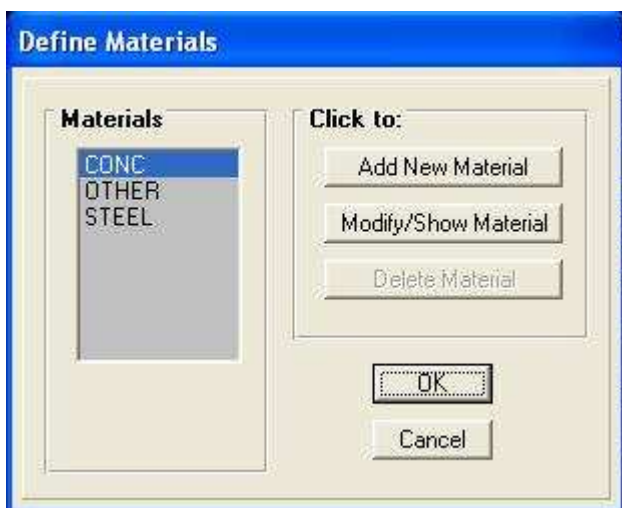 Define Materials
Materials
CONC
OTHER
STEEL
Click to:
Add New Material
Modify/Show Material
Delete Material
OK
Cancel